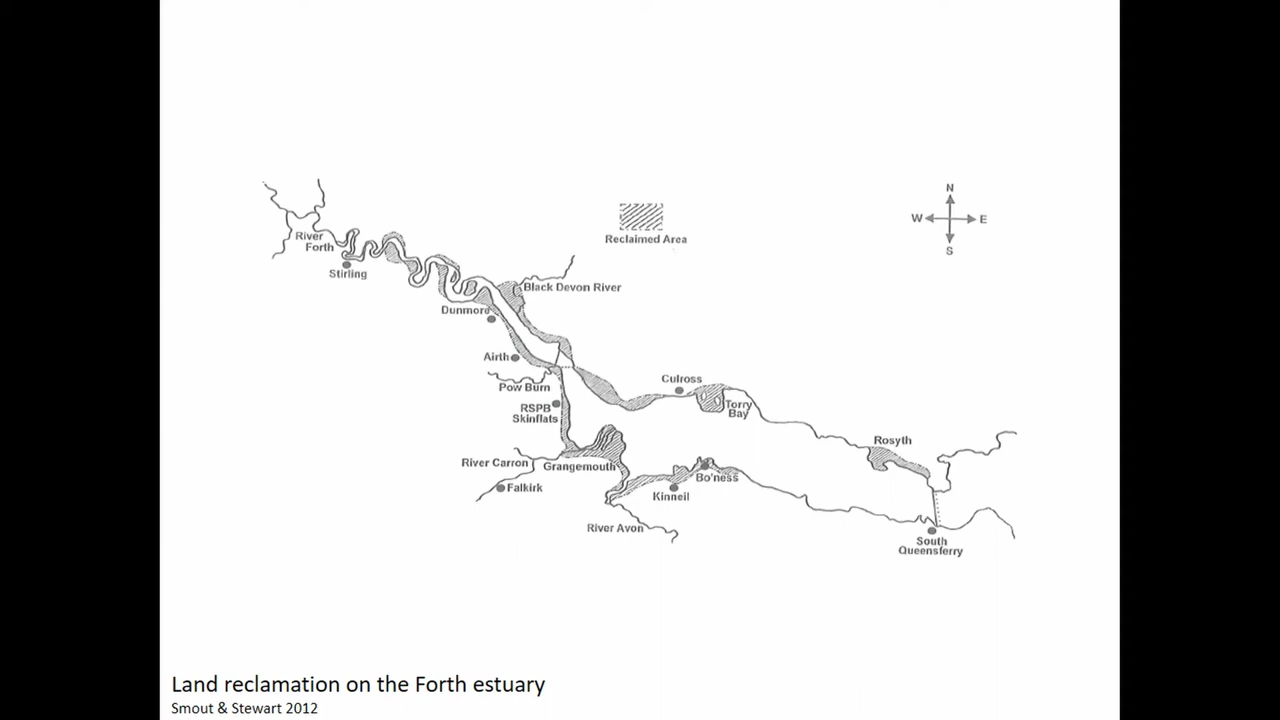 N
W E
S
Reclaimed Area
River
Forth
Stirling
Black Devon River
Dunmore
Airth
Pow Burn
Culross
RSPB
Skinflats
Torry
Bay
Rosyth
River Carron
Grangemouth
Falkirk
Bo'ness
Kinneil
River Avon
South
Queensferry
Land reclamation on the Forth estuary
Smout & Stewart 2012